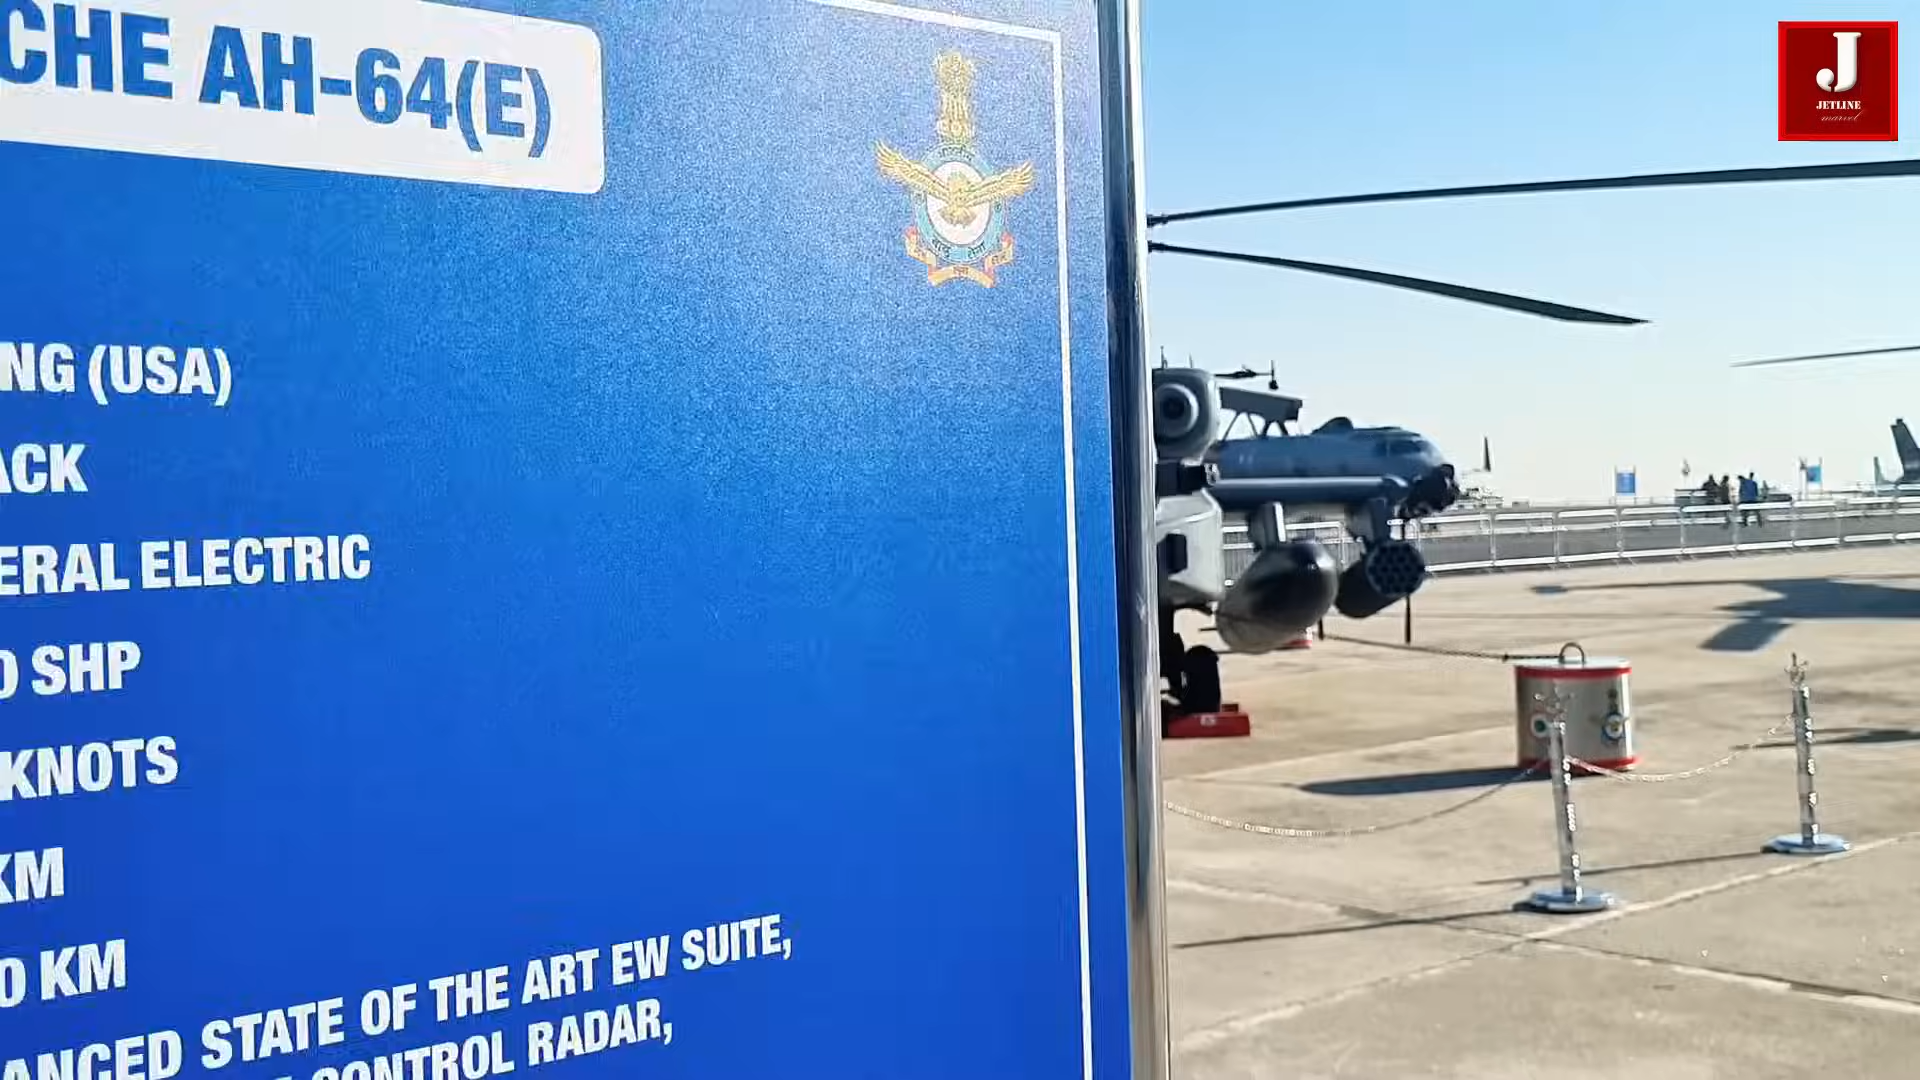 CHE AH-64(E)
NG (USA)
ACK
ERAL ELECTRIC
0 SHP
KNOTS
KM
0 KM
ANCED STATE OF THE ART EW SUITE,
CONTROL RADAR,
J
JETLINE
marvel